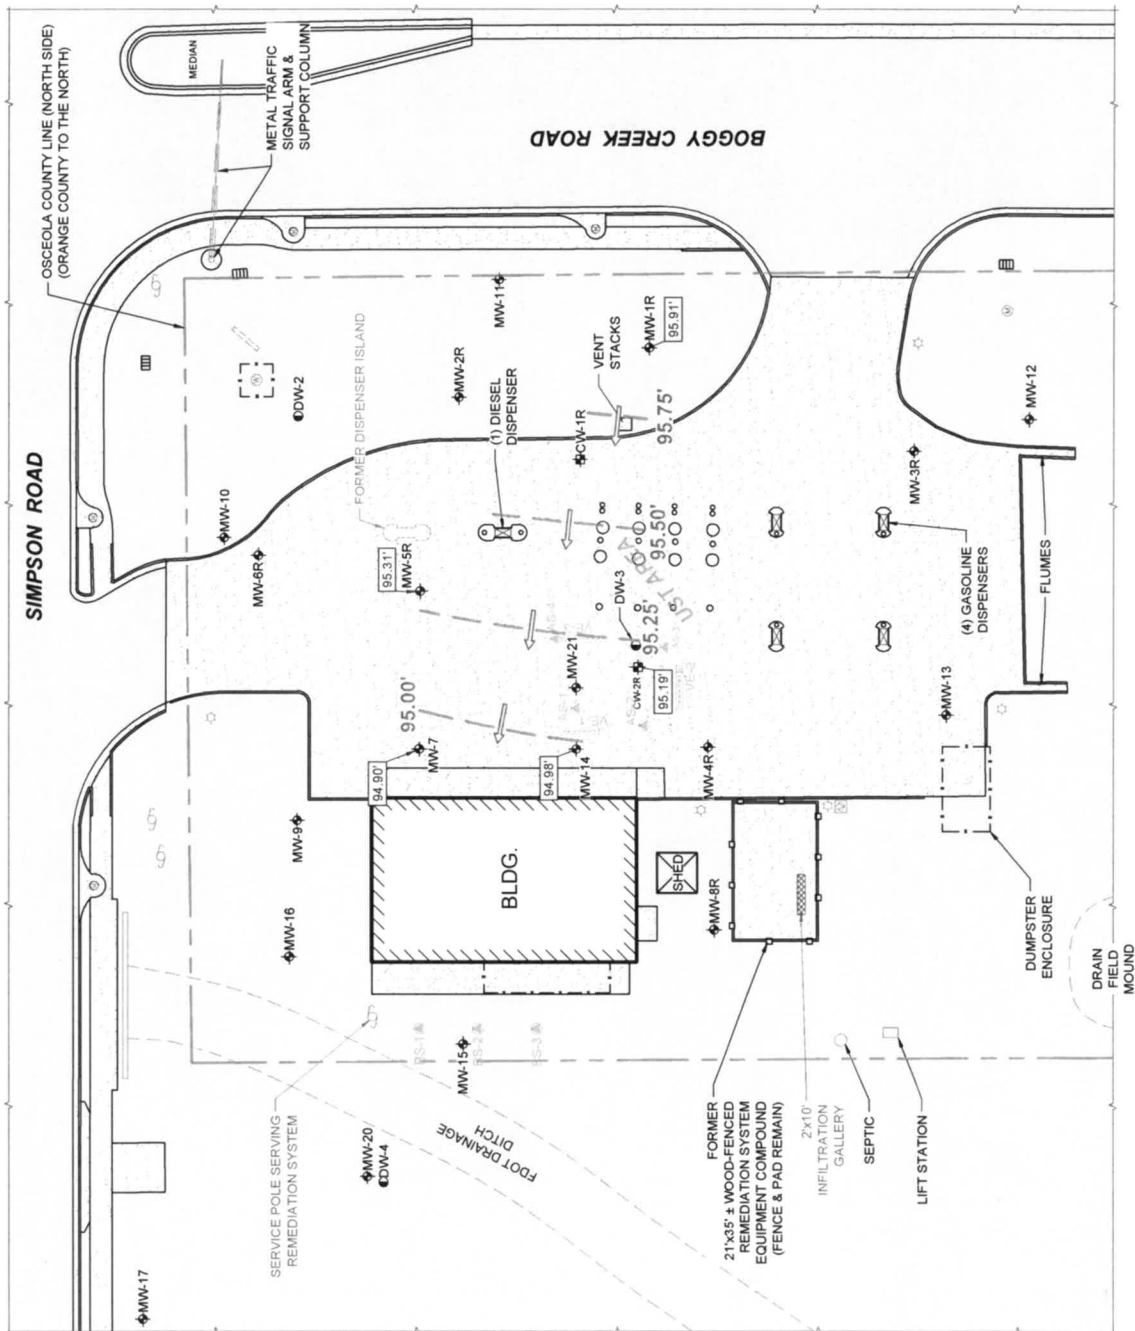 OSCEOLA COUNTY LINE (NORTH SIDE)
(ORANGE COUNTY TO THE NORTH)
MEDIAN
METAL TRAFFIC
SIGNAL ARM &
SUPPORT COLUMN
BOGGY CREEK ROAD
SIMPSON ROAD
MW-11
DW-2
MW-2R
FORMER DISPENSER ISLAND
(1) DIESEL
DISPENSER
VENT
STACKS
MW-1R
95.91'
95.75'
CW-1R
MW-12
MW-3R
MW-10
MW-6R
95.31'
MW-5R
95.50'
UST AREA
DW-3
95.25'
FLUMES
(4) GASOLINE
DISPENSERS
MW-21
CW-2R
95.19'
95.00'
94.90'
MW-7
94.98'
MW-14
MW-4R
MW-13
MW-9
BLDG.
SHED
MW-16
MW-8R
DUMPSTER
ENCLOSURE
DRAIN
FIELD
MOUND
BS-1
BS-2
BS-3
MW-15
SERVICE POLE SERVING
REMEDIATION SYSTEM
FDOT DRAINAGE
DITCH
MW-20
DW-4
MW-17
FORMER
21'x35' ± WOOD-FENCED
REMEDIATION SYSTEM
EQUIPMENT COMPOUND
(FENCE & PAD REMAIN)
2'x10'
INFILTRATION
GALLERY
SEPTIC
LIFT STATION